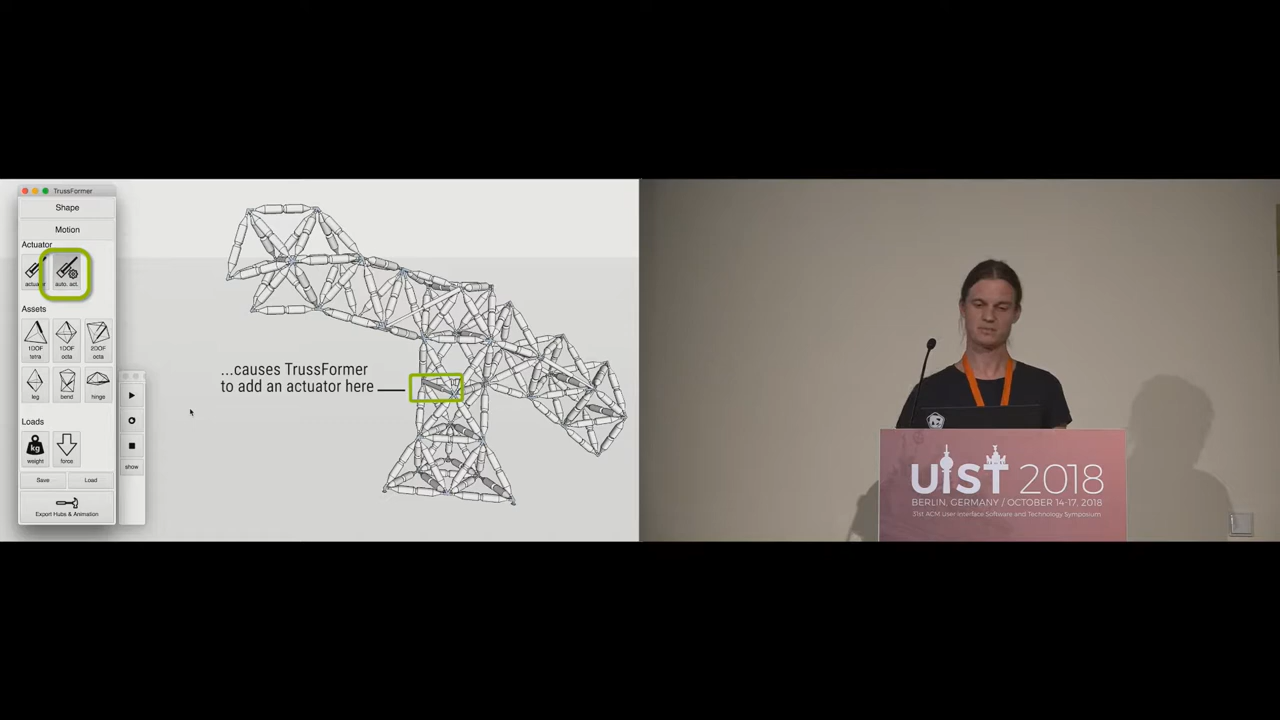 TrussFormer
Shape
Motion
Actuator
actuator
auto. act.
Assets
1DOF
tetra
1DOF
octa
2DOF
octa
leg
bend
hinge
Loads
kg
weight
force
Save
Load
Export Hubs & Animation
show
...causes TrussFormer
to add an actuator here
UIST 2018
BERLIN, GERMANY / OCTOBER 14-17, 2018
31st ACM User Interface Software and Technology Symposium